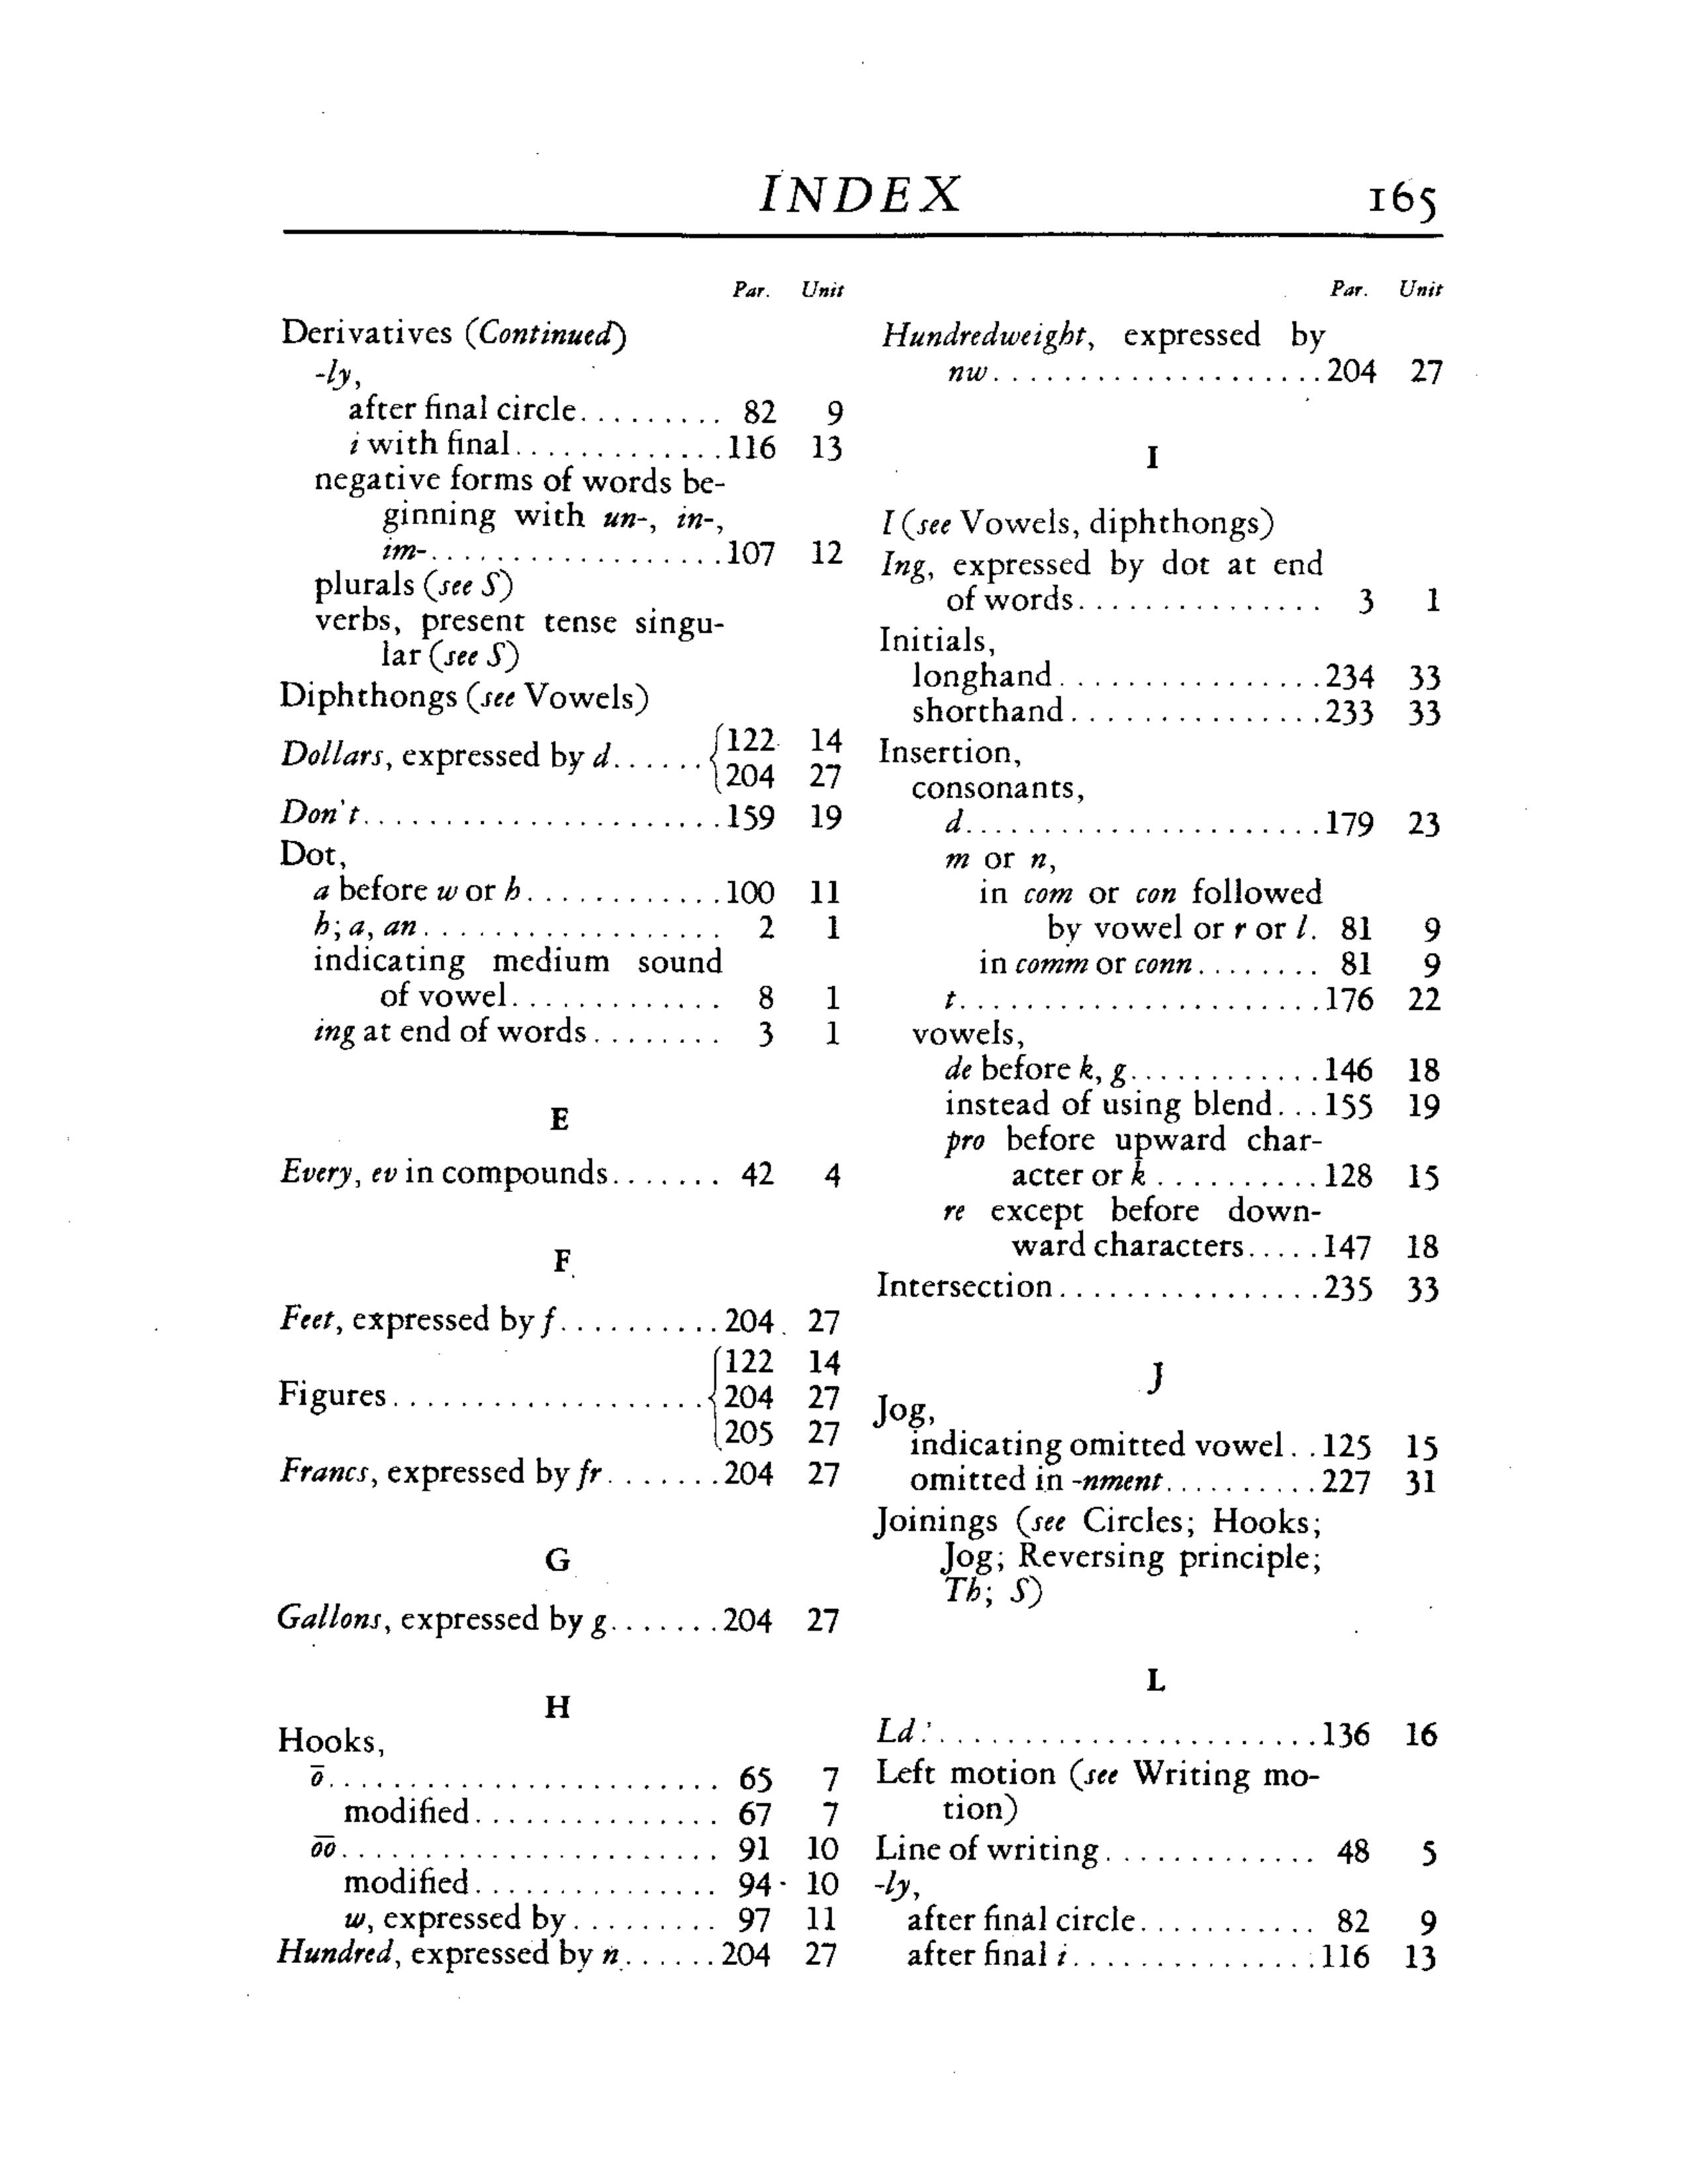 INDEX 165
Par. Unit
Derivatives (Continued)
-ly,
after final circle.......... 82 9
i with final..............116 13
negative forms of words be-
ginning with un-, in-,
im-...................107 12
plurals (see S)
verbs, present tense singu-
lar (see S)
Diphthongs (see Vowels)
Dollars, expressed by d...... {122 14
{204 27
Don't.......................159 19
Dot,
a before w or h.............100 11
h; a, an................... 2 1
indicating medium sound
of vowel.............. 8 1
ing at end of words......... 3 1
E
Every, ev in compounds....... 42 4
F
Feet, expressed by f..........204 27
{122 14
Figures....................{204 27
{205 27
Francs, expressed by fr.......204 27
G
Gallons, expressed by g.......204 27
H
Hooks,
ō......................... 65 7
modified................ 67 7
o͞o........................ 91 10
modified................ 94 10
w, expressed by.......... 97 11
Hundred, expressed by n......204 27
Par. Unit
Hundredweight, expressed by
nw.....................204 27
I
I (see Vowels, diphthongs)
Ing, expressed by dot at end
of words................ 3 1
Initials,
longhand.................234 33
shorthand................233 33
Insertion,
consonants,
d.......................179 23
m or n,
in com or con followed
by vowel or r or l. 81 9
in comm or conn........ 81 9
t.......................176 22
vowels,
de before k, g............146 18
instead of using blend...155 19
pro before upward char-
acter or k ..........128 15
re except before down-
ward characters.....147 18
Intersection.................235 33
J
Jog,
indicating omitted vowel..125 15
omitted in -nment..........227 31
Joinings (see Circles; Hooks;
Jog; Reversing principle;
Th; S)
L
Ld.........................136 16
Left motion (see Writing mo-
tion)
Line of writing.............. 48 5
-ly,
after final circle............ 82 9
after final i................116 13